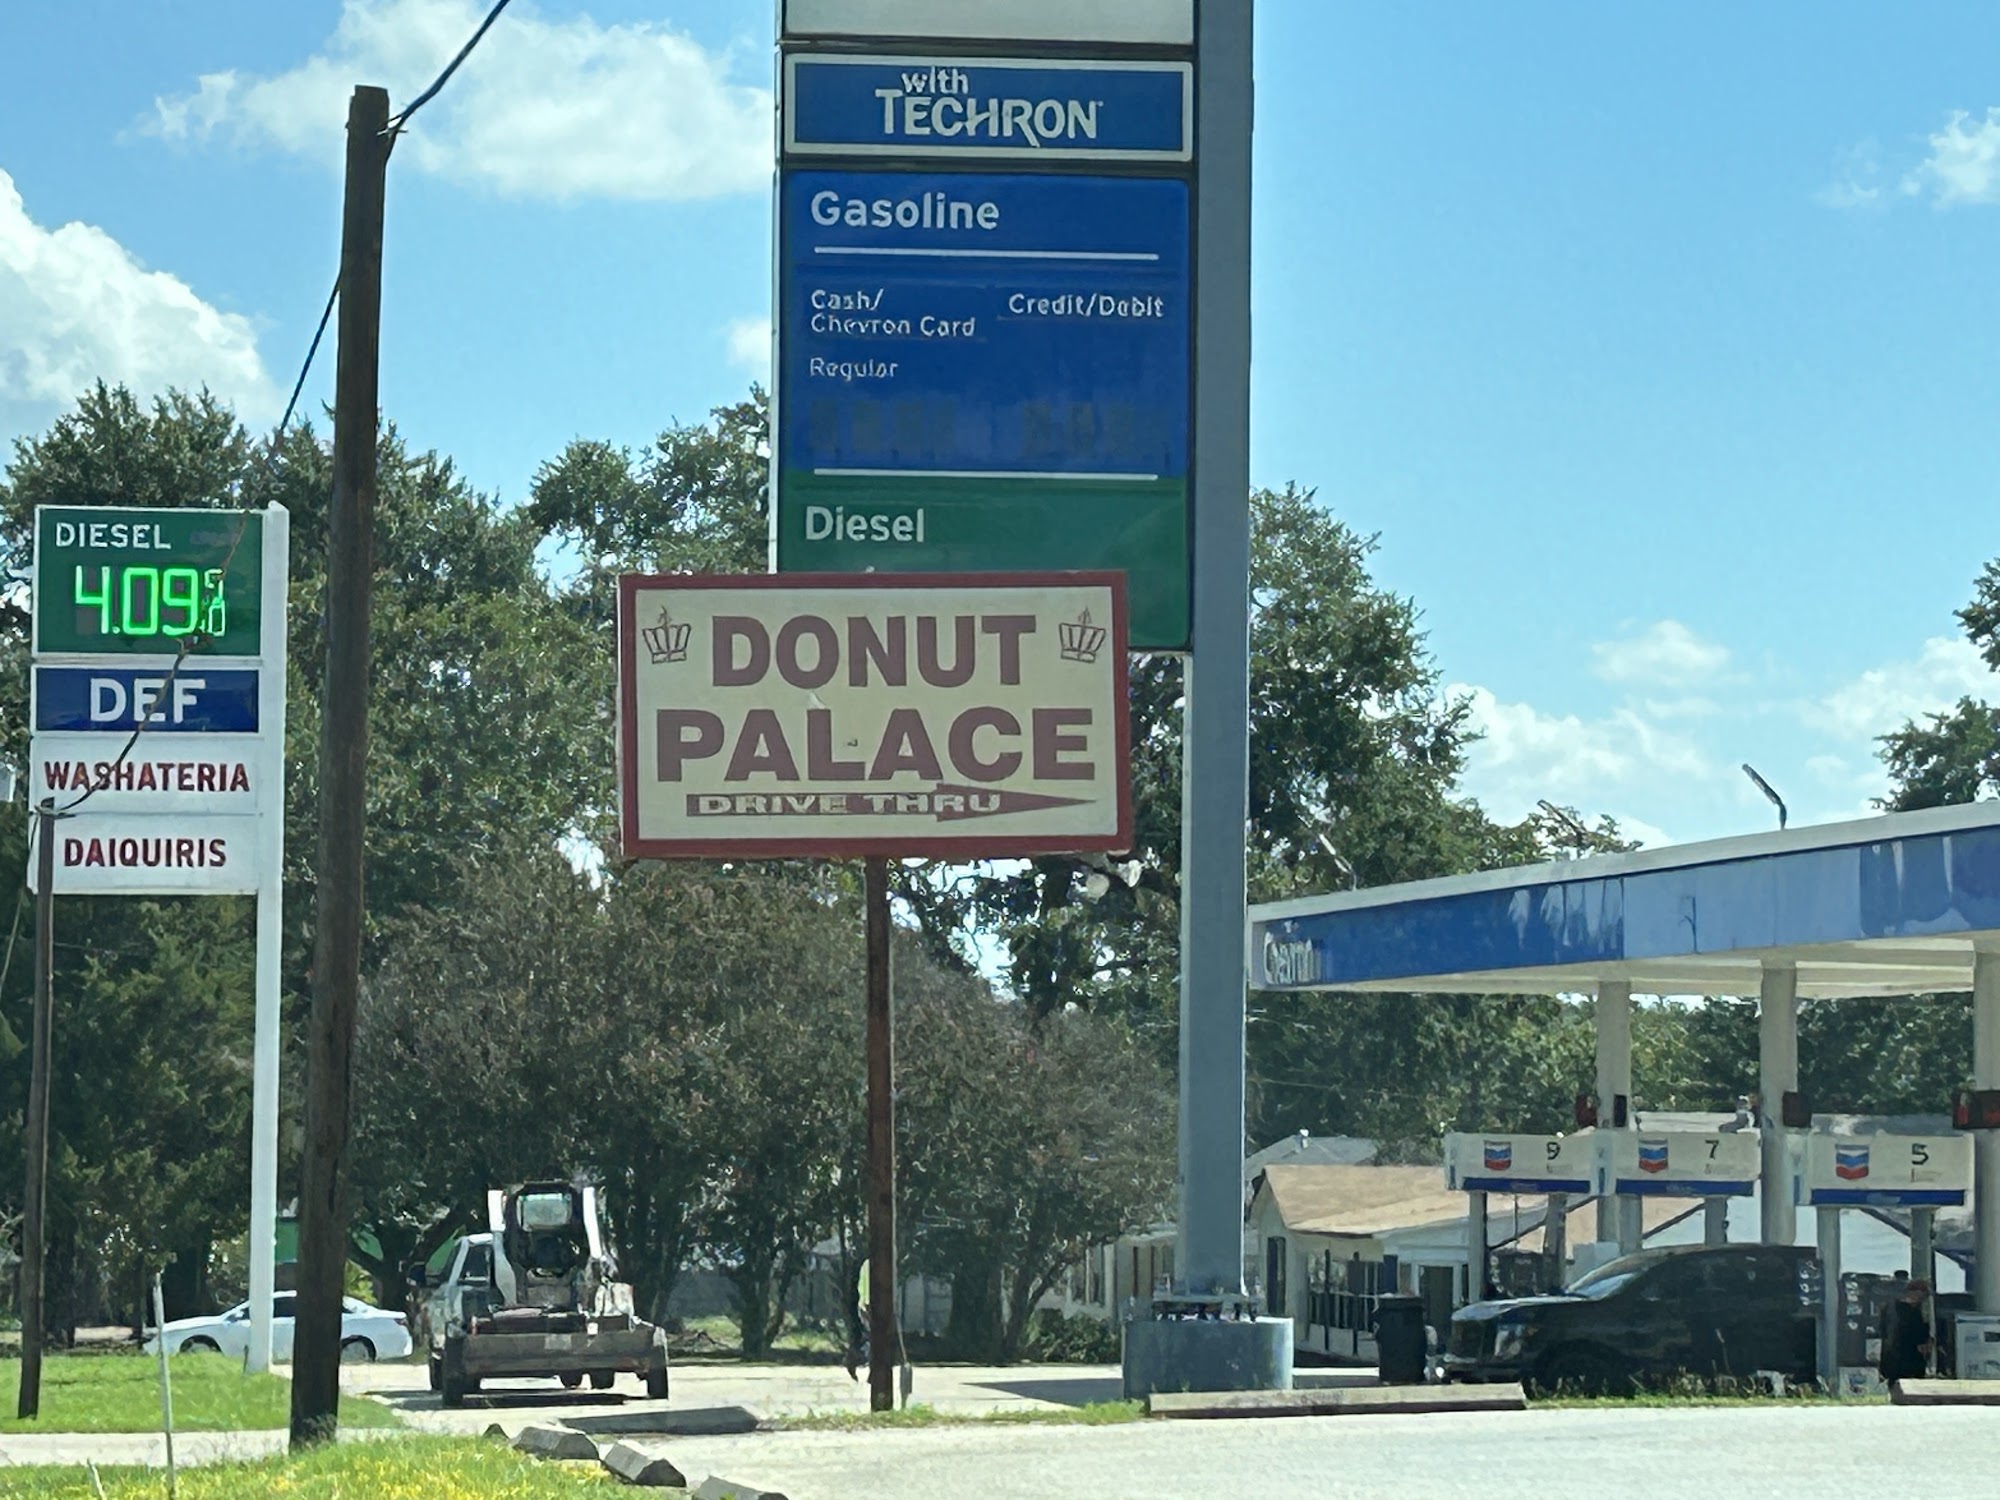 with
TECHRON
Gasoline
Cash/
Chevron Card
Credit/Debit
Regular
Diesel
DIESEL
4.09
DEF
WASHATERIA
DAIQUIRIS
DONUT
PALACE
DRIVE THRU
Chevron
9
7
5